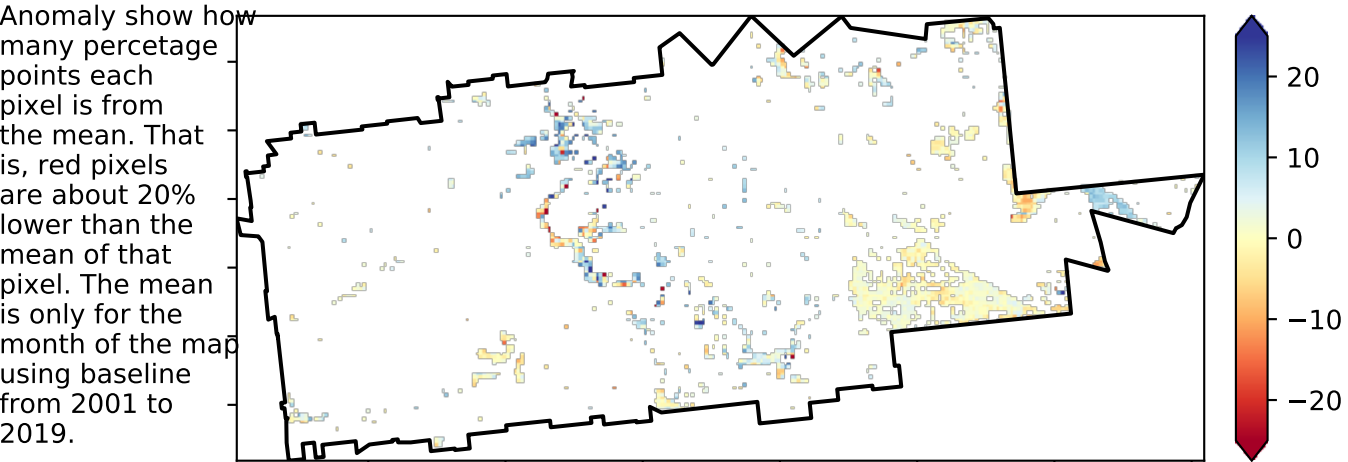 Anomaly show how
many percetage
points each
pixel is from
the mean. That
is, red pixels
are about 20%
lower than the
mean of that
pixel. The mean
is only for the
month of the map
using baseline
from 2001 to
2019.
20
10
0
−10
−20